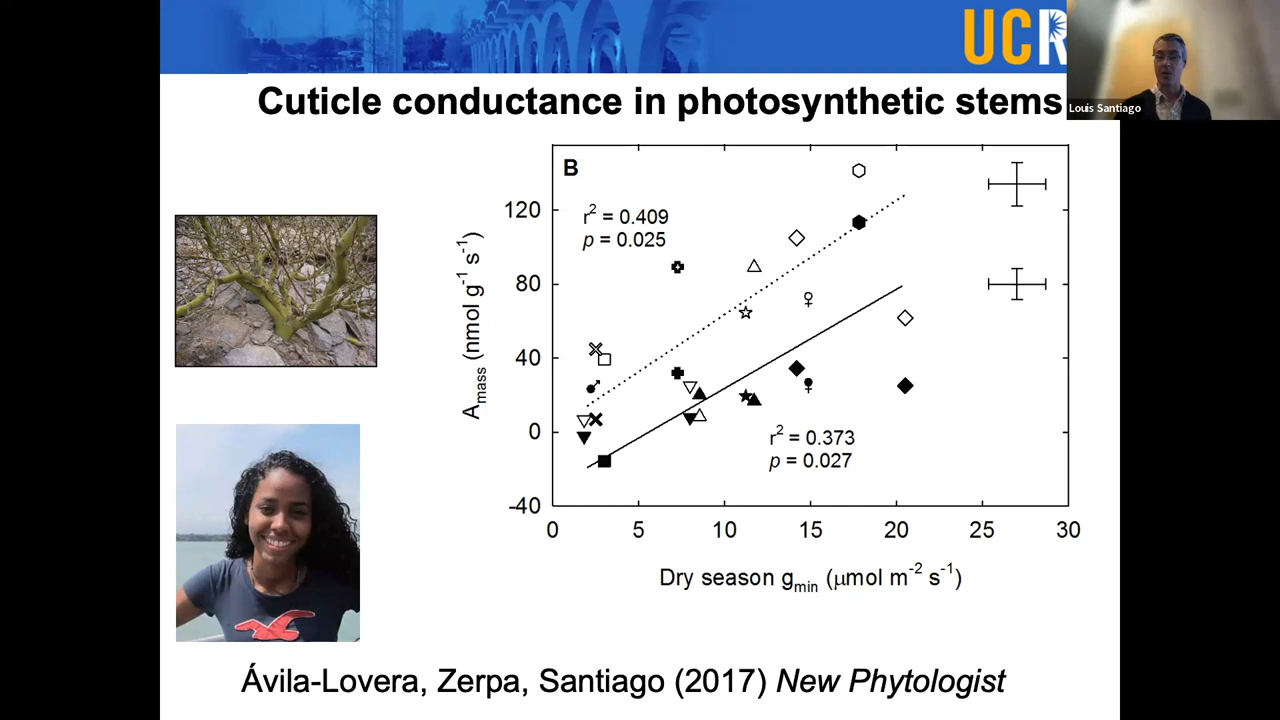 UCR
Louis Santiago
Cuticle conductance in photosynthetic stems
B
r² = 0.409
p = 0.025
120
80
40
0
-40
A_mass (nmol g⁻¹ s⁻¹)
r² = 0.373
p = 0.027
0 5 10 15 20 25 30
Dry season g_min (μmol m⁻² s⁻¹)
Ávila-Lovera, Zerpa, Santiago (2017) New Phytologist